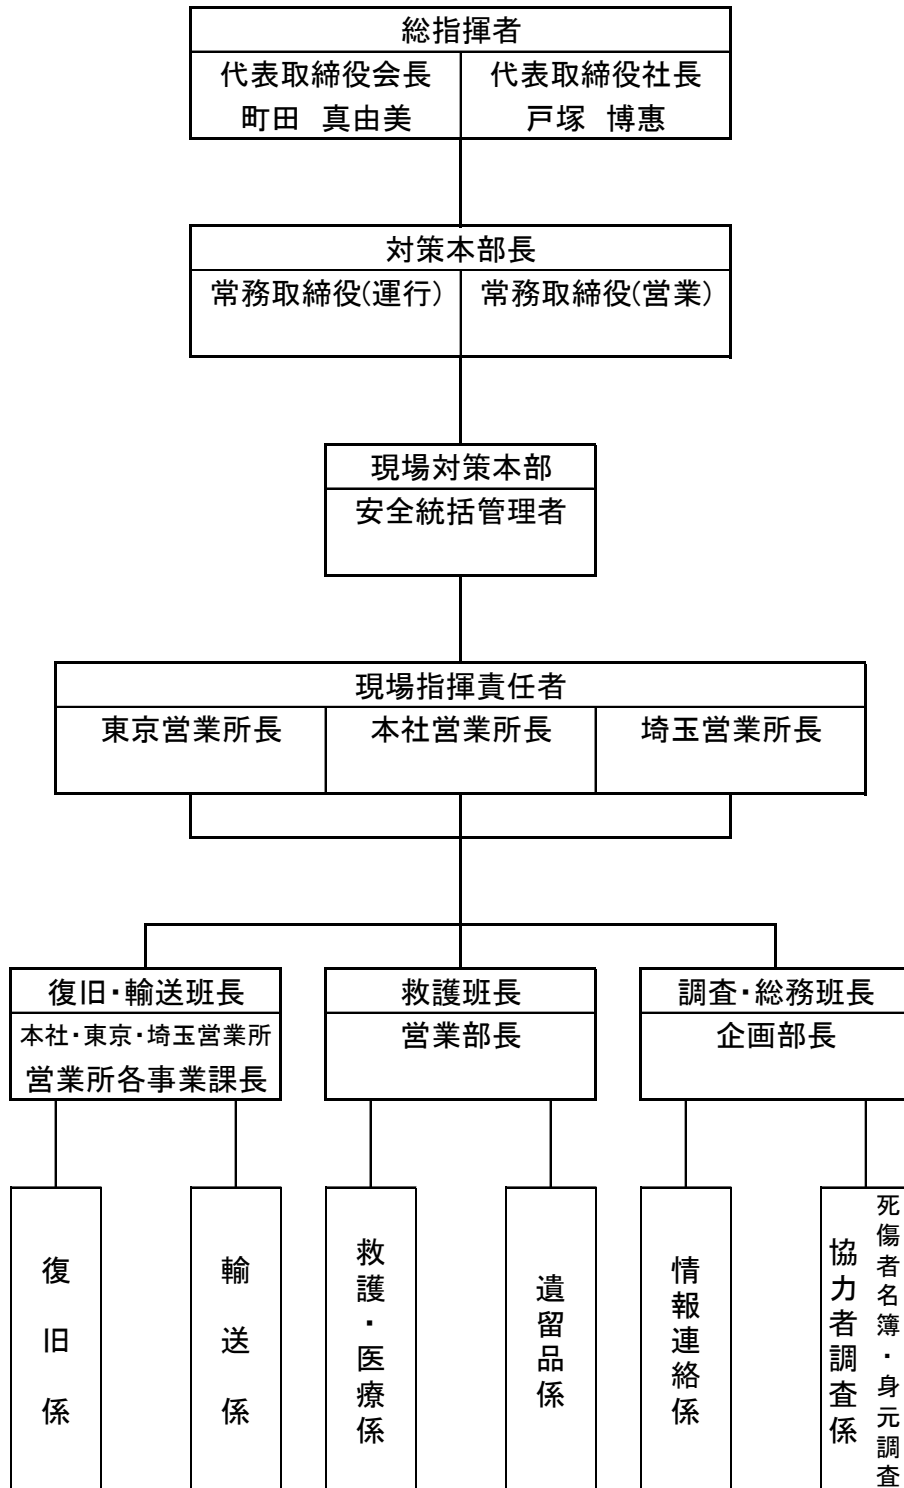 総指揮者
代表取締役会長
町田　真由美
代表取締役社長
戸塚　博惠
対策本部長
常務取締役(運行)
常務取締役(営業)
現場対策本部
安全統括管理者
現場指揮責任者
東京営業所長
本社営業所長
埼玉営業所長
復旧・輸送班長
本社・東京・埼玉営業所
営業所各事業課長
救護班長
営業部長
調査・総務班長
企画部長
復旧係
輸送係
救護・医療係
遺留品係
情報連絡係
死傷者名簿・身元調査
協力者調査係